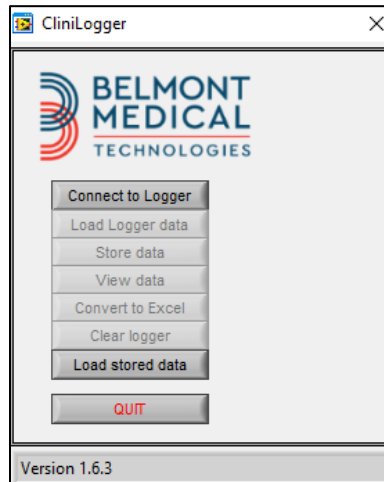 CliniLogger
BELMONT
MEDICAL
TECHNOLOGIES
Connect to Logger
Load Logger data
Store data
View data
Convert to Excel
Clear logger
Load stored data
QUIT
Version 1.6.3